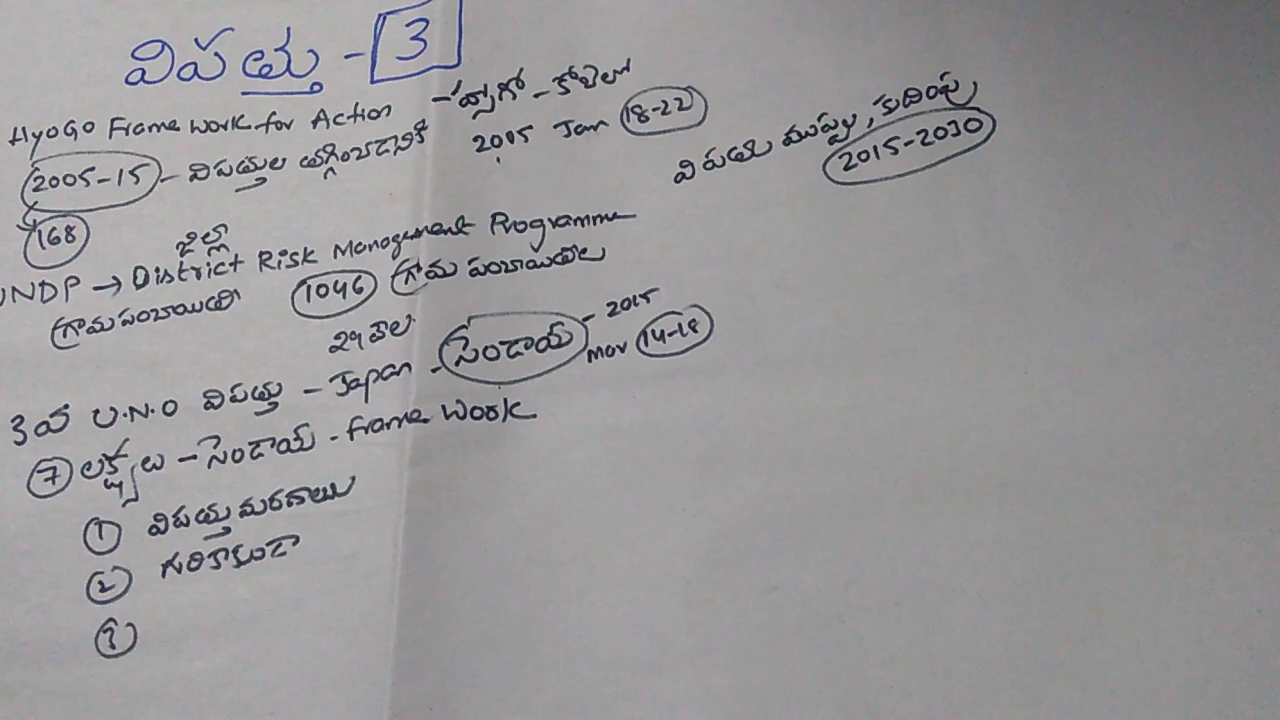 విపత్తు - 3
Hyogo Frame work for Action - హ్యోగో - కోబెలో
2005-15 - విపత్తుల తగ్గించడానికి 2005 Jan 18-22
విపత్తు ముప్పుల, కుదింపు
2015-2030
168
జిల్లా
UNDP → District Risk Management Programme
గ్రామపంచాయితీ 1046 గ్రామ పంచాయితీల
3వ U.N.O విపత్తు - Japan - సెండాయ్ - 2015
Mar 14-18
7 లక్ష్యాలు - సెండాయ్ - Frame Work
1 విపత్తు మరణాలు
2 గురికాకుండా
3